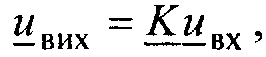 u вих = K u вх ,